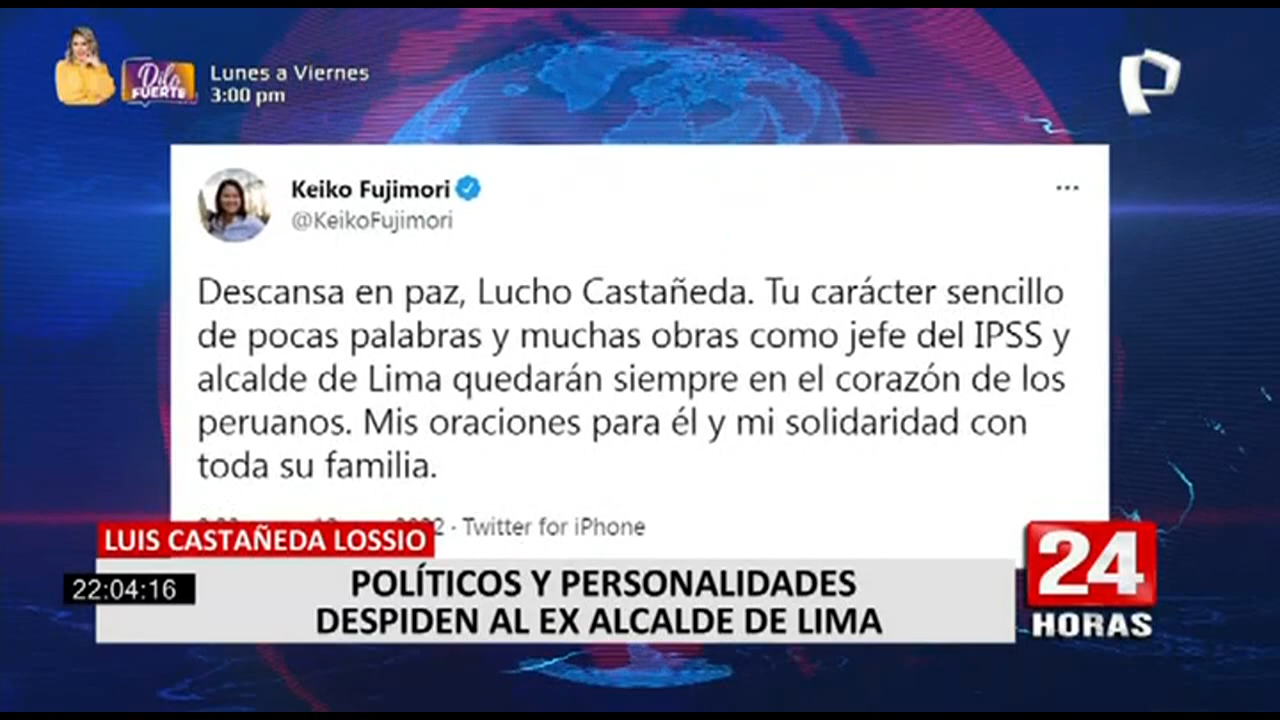 Dilo
FUERTE
Lunes a Viernes
3:00 pm
Keiko Fujimori
@KeikoFujimori
Descansa en paz, Lucho Castañeda. Tu carácter sencillo
de pocas palabras y muchas obras como jefe del IPSS y
alcalde de Lima quedarán siempre en el corazón de los
peruanos. Mis oraciones para él y mi solidaridad con
toda su familia.
· Twitter for iPhone
LUIS CASTAÑEDA LOSSIO
22:04:16
POLÍTICOS Y PERSONALIDADES
DESPIDEN AL EX ALCALDE DE LIMA
24
HORAS